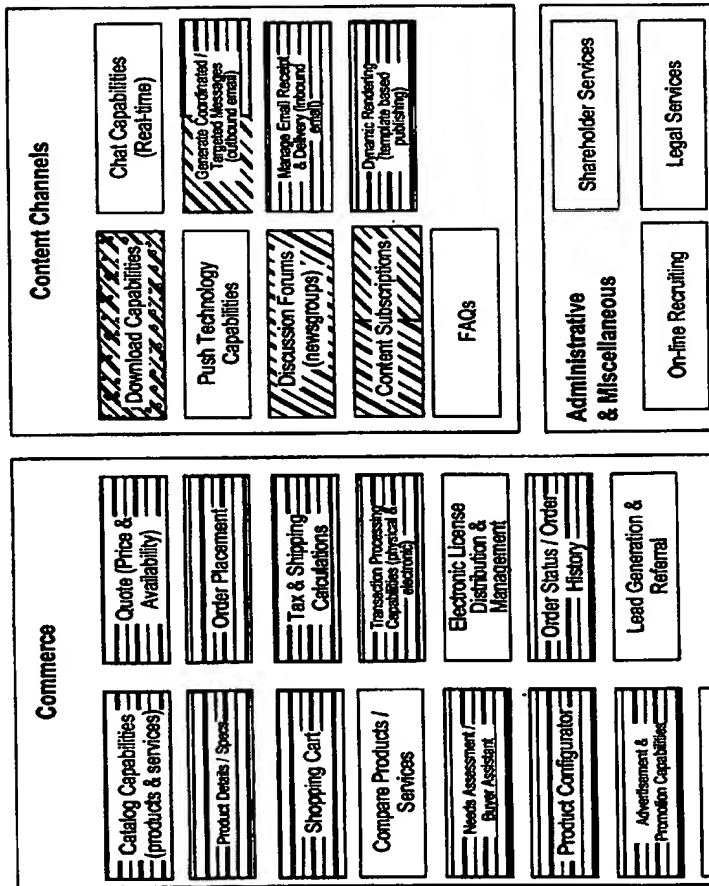 Commerce
Catalog Capabilities
(products & services)
Product Details / Specs
Shopping Cart
Compare Products /
Services
Needs Assessment /
Buyer Assistant
Product Configurator
Advertisement &
Promotion Capabilities
Quote (Price &
Availability)
Order Placement
Tax & Shipping
Calculations
Transaction Processing
Capabilities (physical &
electronic)
Electronic License
Distribution &
Management
Order Status / Order
History
Lead Generation &
Referral
Content Channels
Download Capabilities
Push Technology
Capabilities
Discussion Forums
(newsgroups)
Content Subscriptions
FAQs
Chat Capabilities
(Real-time)
Generate Coordinated /
Targeted Messages
(outbound email)
Manage Email Receipt
& Delivery (inbound
email)
Dynamic Rendering
(template based
publishing)
Administrative
& Miscellaneous
On-line Recruiting
Shareholder Services
Legal Services